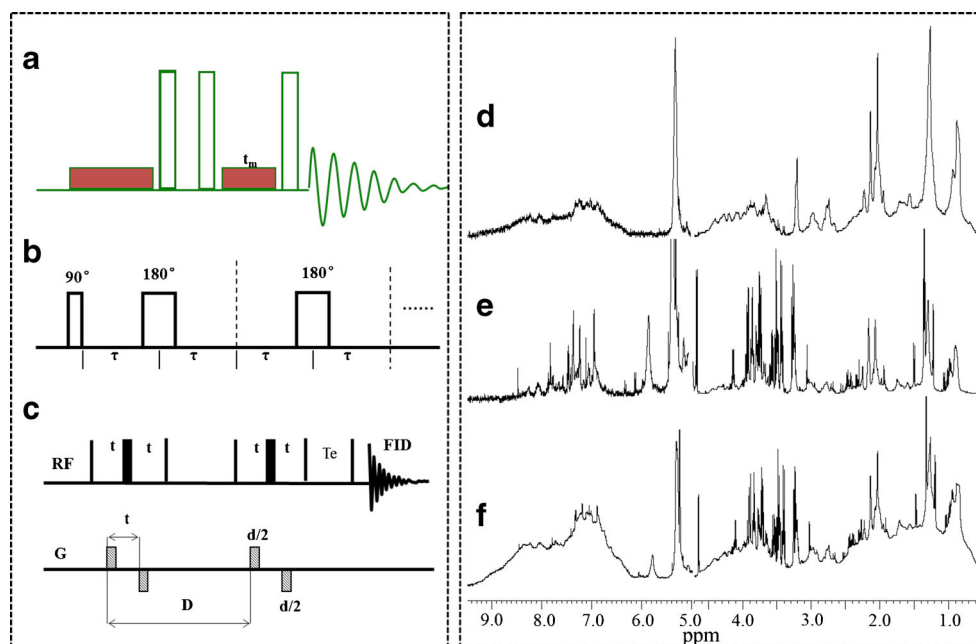 a
t_m
b
90° 180° 180°
τ τ τ τ
......
c
RF t t t t Te FID
t d/2
G
D d/2
d
e
f
9.0 8.0 7.0 6.0 5.0 4.0 3.0 2.0 1.0
ppm